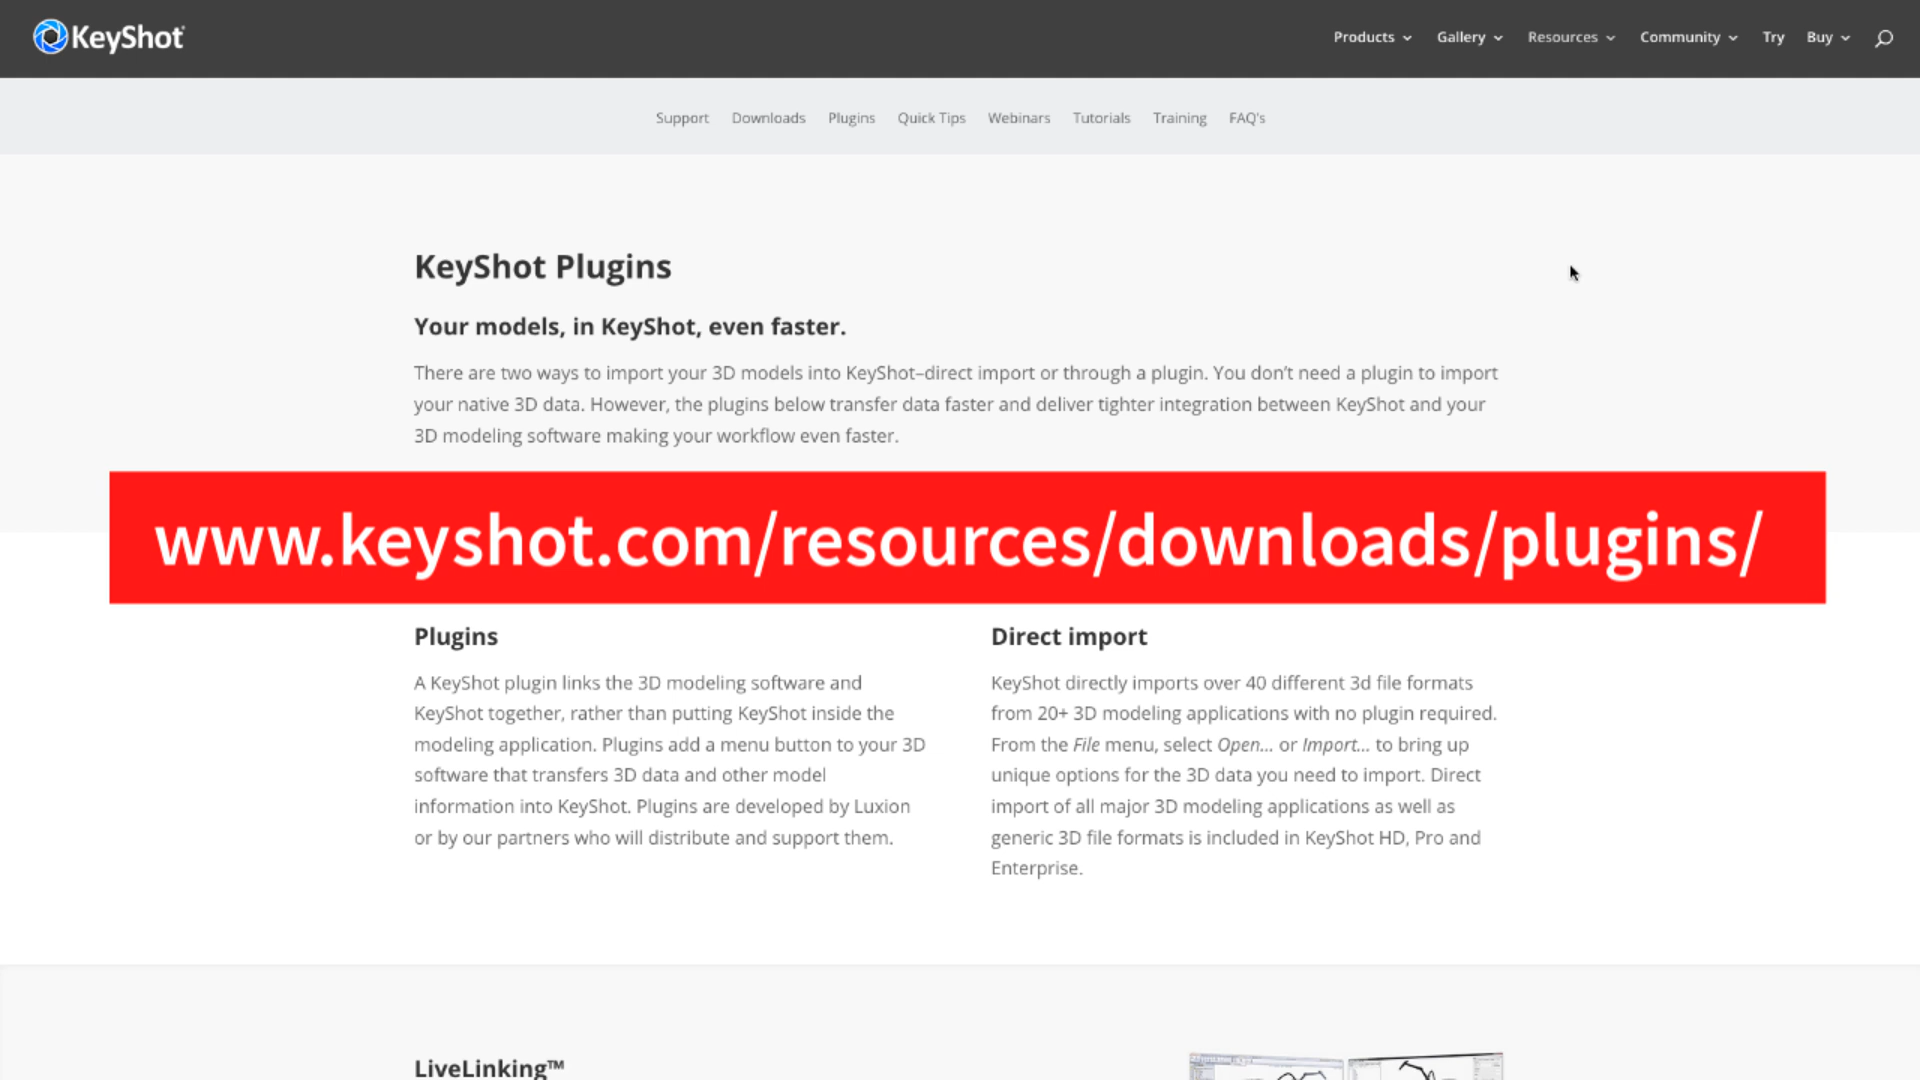 KeyShot
Products Gallery Resources Community Try Buy
Support Downloads Plugins Quick Tips Webinars Tutorials Training FAQ's
KeyShot Plugins
Your models, in KeyShot, even faster.
There are two ways to import your 3D models into KeyShot–direct import or through a plugin. You don't need a plugin to import
your native 3D data. However, the plugins below transfer data faster and deliver tighter integration between KeyShot and your
3D modeling software making your workflow even faster.
www.keyshot.com/resources/downloads/plugins/
Plugins
A KeyShot plugin links the 3D modeling software and
KeyShot together, rather than putting KeyShot inside the
modeling application. Plugins add a menu button to your 3D
software that transfers 3D data and other model
information into KeyShot. Plugins are developed by Luxion
or by our partners who will distribute and support them.
Direct import
KeyShot directly imports over 40 different 3d file formats
from 20+ 3D modeling applications with no plugin required.
From the File menu, select Open... or Import... to bring up
unique options for the 3D data you need to import. Direct
import of all major 3D modeling applications as well as
generic 3D file formats is included in KeyShot HD, Pro and
Enterprise.
LiveLinking™